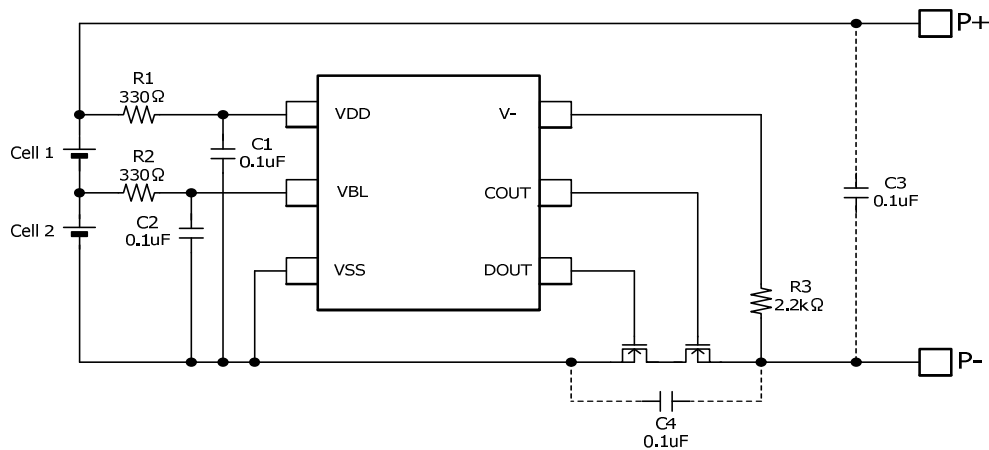 P+
R1
330Ω
VDD
V-
C1
0.1uF
Cell 1
R2
330Ω
VBL
COUT
C3
0.1uF
C2
0.1uF
Cell 2
VSS
DOUT
R3
2.2kΩ
P-
C4
0.1uF